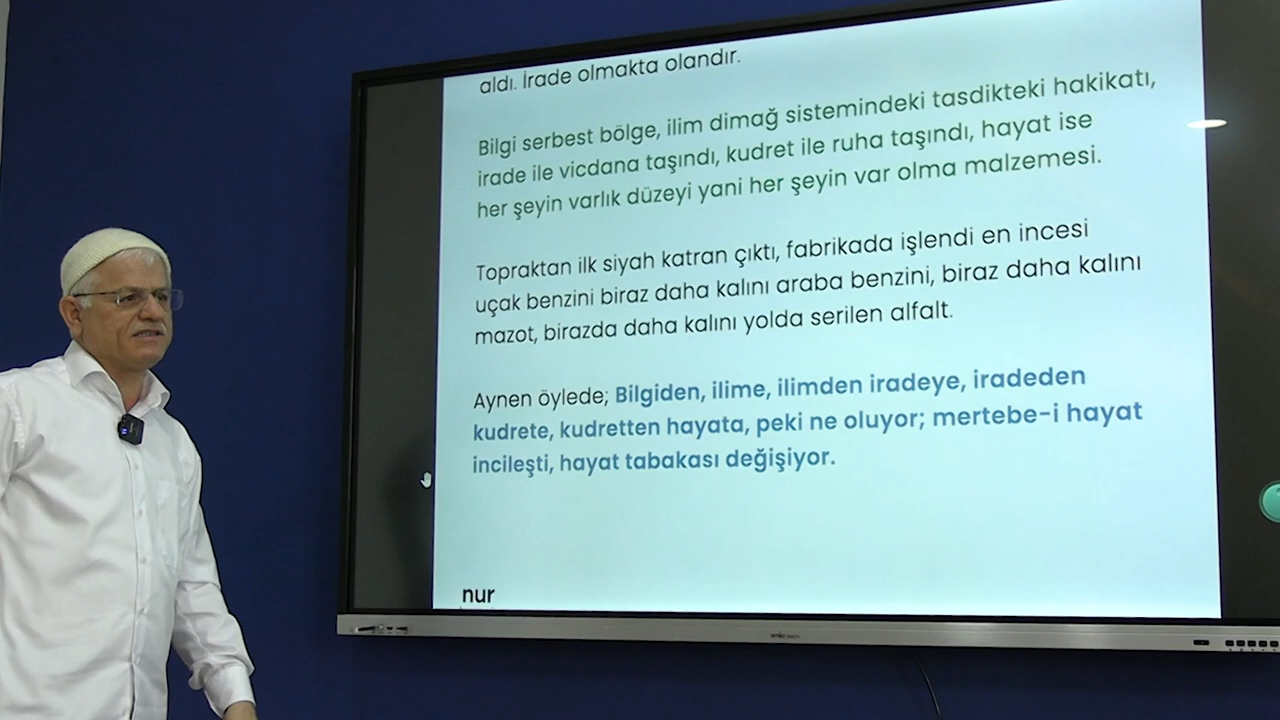 aldı. İrade olmakta olandır.
Bilgi serbest bölge, ilim dimağ sistemindeki tasdikteki hakikatı,
irade ile vicdana taşındı, kudret ile ruha taşındı, hayat ise
her şeyin varlık düzeyi yani her şeyin var olma malzemesi.
Topraktan ilk siyah katran çıktı, fabrikada işlendi en incesi
uçak benzini biraz daha kalını araba benzini, biraz daha kalını
mazot, birazda daha kalını yolda serilen alfalt.
Aynen öylede; Bilgiden, ilime, ilimden iradeye, iradeden
kudrete, kudretten hayata, peki ne oluyor; mertebe-i hayat
incileşti, hayat tabakası değişiyor.
nur